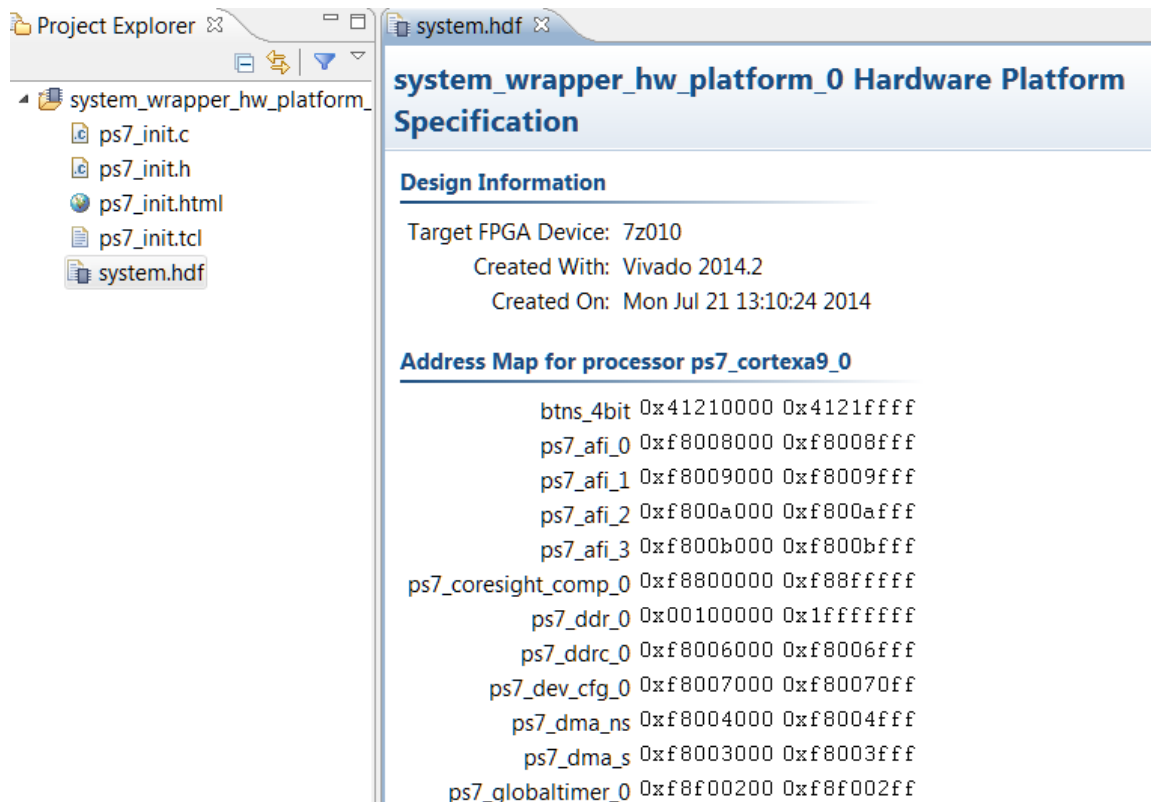 Project Explorer
system_wrapper_hw_platform_
ps7_init.c
ps7_init.h
ps7_init.html
ps7_init.tcl
system.hdf
system.hdf
system_wrapper_hw_platform_0 Hardware Platform
Specification
Design Information
Target FPGA Device: 7z010
Created With: Vivado 2014.2
Created On: Mon Jul 21 13:10:24 2014
Address Map for processor ps7_cortexa9_0
btns_4bit 0x41210000 0x4121ffff
ps7_afi_0 0xf8008000 0xf8008fff
ps7_afi_1 0xf8009000 0xf8009fff
ps7_afi_2 0xf800a000 0xf800afff
ps7_afi_3 0xf800b000 0xf800bfff
ps7_coresight_comp_0 0xf8800000 0xf88fffff
ps7_ddr_0 0x00100000 0x1fffffff
ps7_ddrc_0 0xf8006000 0xf8006fff
ps7_dev_cfg_0 0xf8007000 0xf80070ff
ps7_dma_ns 0xf8004000 0xf8004fff
ps7_dma_s 0xf8003000 0xf8003fff
ps7_globaltimer_0 0xf8f00200 0xf8f002ff